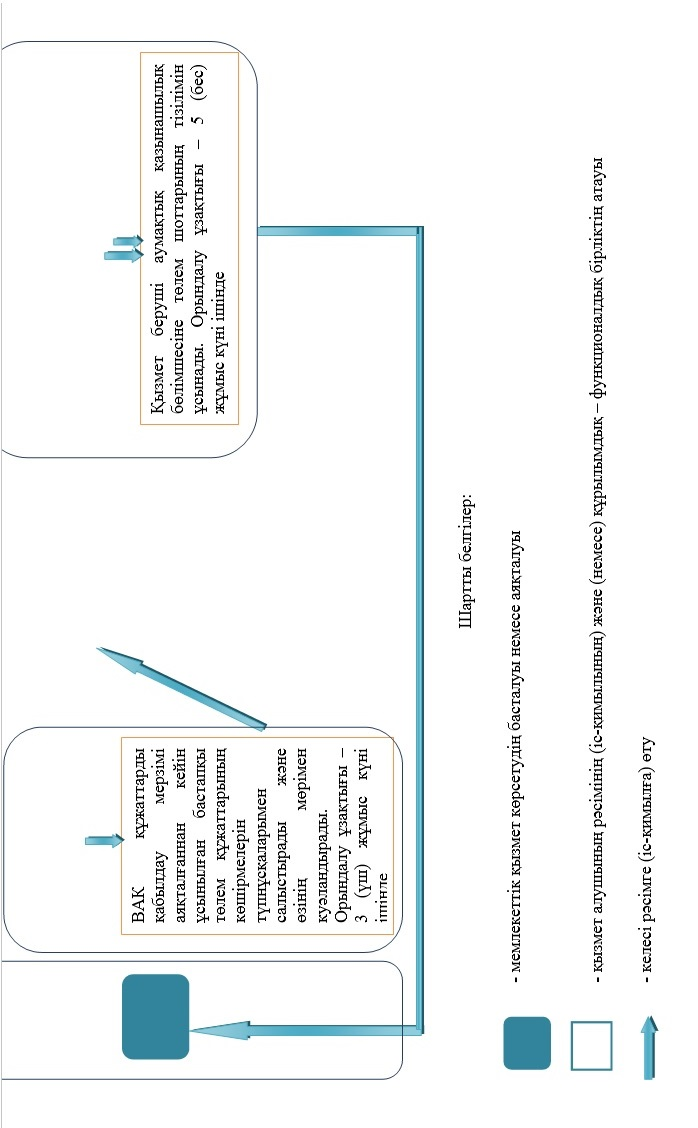 ВАК құжаттарды
қабылдау мерзімі
аяқталғаннан кейін
ұсынылған бастапқы
төлем құжаттарының
көшірмелерін
түпнұсқаларымен
салыстырады және
өзінің мөрімен
куәландырады.
Орындалу ұзақтығы –
3 (үш) жұмыс күні
ішінде
Қызмет беруші аумақтық қазынашылық
бөлімшесіне төлем шоттарының тізілімін
ұсынады. Орындалу ұзақтығы – 5 (бес)
жұмыс күні ішінде
Шартты белгілер:
- мемлекеттік қызмет көрсетудің басталуы немесе аяқталуы
- қызмет алушының рәсімінің (іс-қимылының) және (немесе) құрылымдық – функционалдық бірліктің атауы
- келесі рәсімге (іс-қимылға) өту